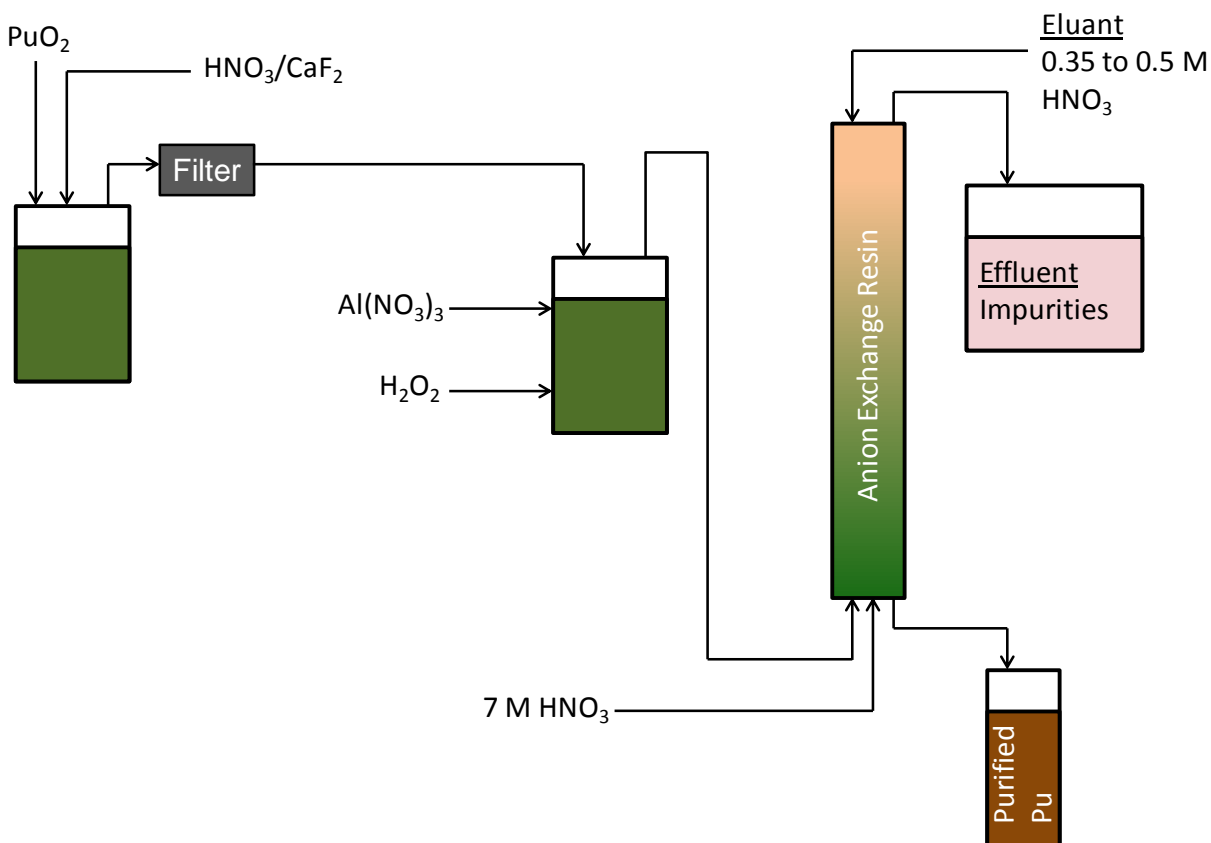 PuO₂
HNO₃/CaF₂
Filter
Al(NO₃)₃
H₂O₂
7 M HNO₃
Anion Exchange Resin
Eluant
0.35 to 0.5 M
HNO₃
Effluent
Impurities
Purified
Pu